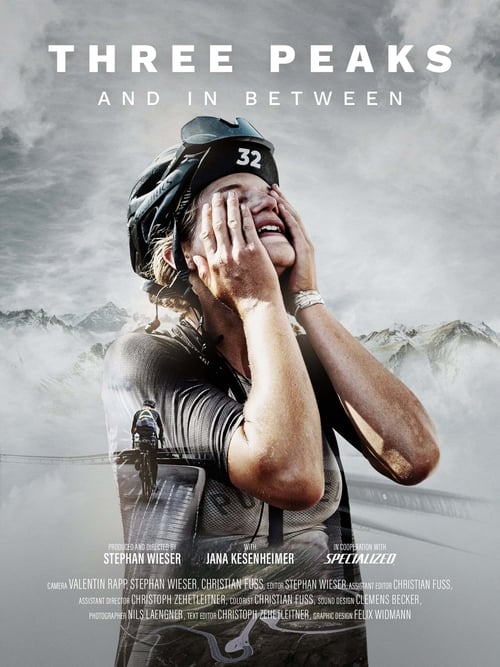 THREE PEAKS
AND IN BETWEEN
32
PRODUCED AND DIRECTED BY
STEPHAN WIESER
WITH
JANA KESENHEIMER
IN COOPERATION WITH
SPECIALIZED
CAMERA VALENTIN RAPP, STEPHAN WIESER, CHRISTIAN FUSS, EDITOR STEPHAN WIESER, ASSISTANT EDITOR CHRISTIAN FUSS,
ASSISTANT DIRECTOR CHRISTOPH ZEHETLEITNER, COLORIST CHRISTIAN FUSS, SOUND DESIGN CLEMENS BECKER,
PHOTOGRAPHER NILS LAENGNER, TEXT EDITOR CHRISTOPH ZEHETLEITNER, GRAPHIC DESIGN FELIX WIDMANN